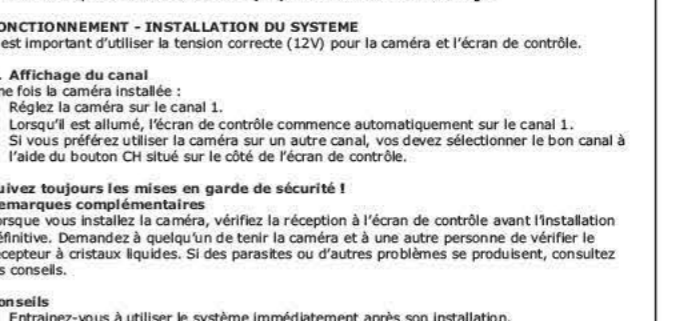 ONCTIONNEMENT - INSTALLATION DU SYSTEME
est important d'utiliser la tension correcte (12V) pour la caméra et l'écran de contrôle.
. Affichage du canal
ne fois la caméra installée :
Réglez la caméra sur le canal 1.
Lorsqu'il est allumé, l'écran de contrôle commence automatiquement sur le canal 1.
Si vous préférez utiliser la caméra sur un autre canal, vos devez sélectionner le bon canal à
l'aide du bouton CH situé sur le côté de l'écran de contrôle.
uivez toujours les mises en garde de sécurité !
emarques complémentaires
orsque vous installez la caméra, vérifiez la réception à l'écran de contrôle avant l'installation
éfinitive. Demandez à quelqu'un de tenir la caméra et à une autre personne de vérifier le
écepteur à cristaux liquides. Si des parasites ou d'autres problèmes se produisent, consultez
s conseils.
onseils
Entrainez-vous à utiliser le système immédiatement après son installation.